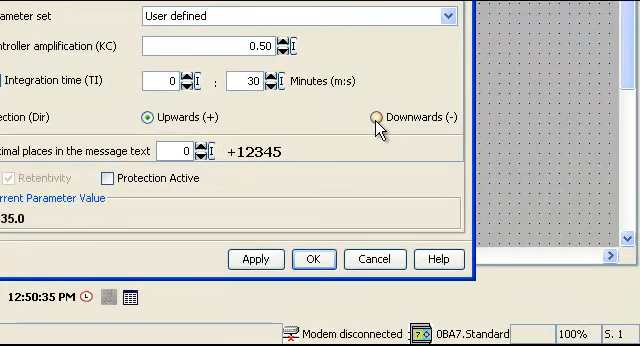 arameter set User defined
ntroller amplification (KC) 0.50
Integration time (TI) 0 : 30 Minutes (m:s)
ection (Dir) Upwards (+) Downwards (-)
imal places in the message text 0 +12345
Retentivity Protection Active
urrent Parameter Value
35.0
Apply OK Cancel Help
12:50:35 PM
Modem disconnected 0BA7.Standard 100% S. 1